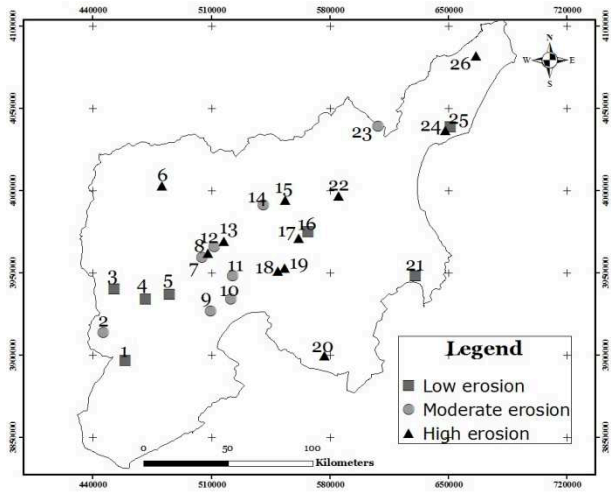 440000 510000 580000 650000 720000
4100000 4100000
N
W E
S
26
4050000 4050000
23 24 25
6 15 22
4000000 4000000
14
12 13 17 16
8
7
18 19
3950000 3950000
3 4 5 11 21
9 10
2
1 20
3900000 3900000
Legend
Low erosion
Moderate erosion
High erosion
3850000 3850000
0 50 100
Kilometers
440000 510000 580000 650000 720000